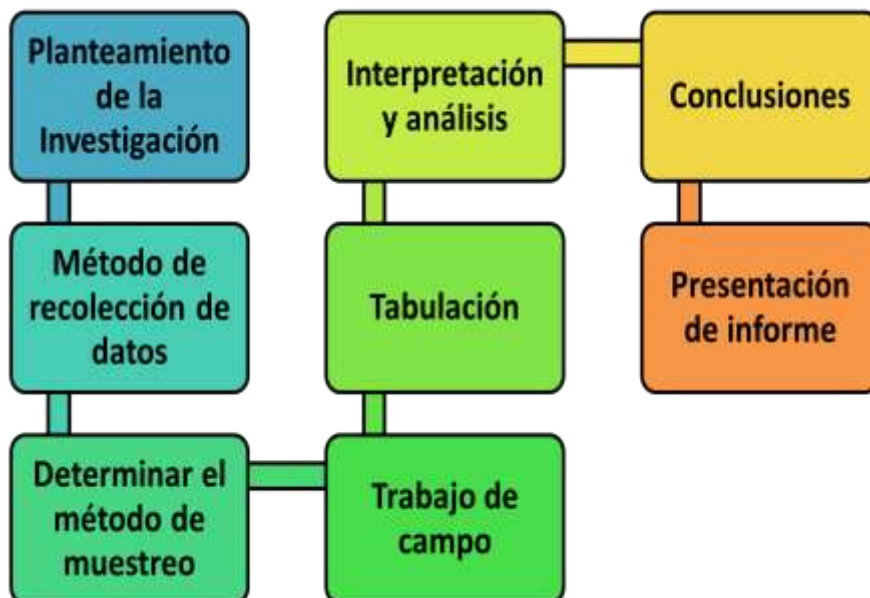 Planteamiento
de la
Investigación
Método de
recolección de
datos
Determinar el
método de
muestreo
Trabajo de
campo
Tabulación
Interpretación
y análisis
Conclusiones
Presentación
de informe